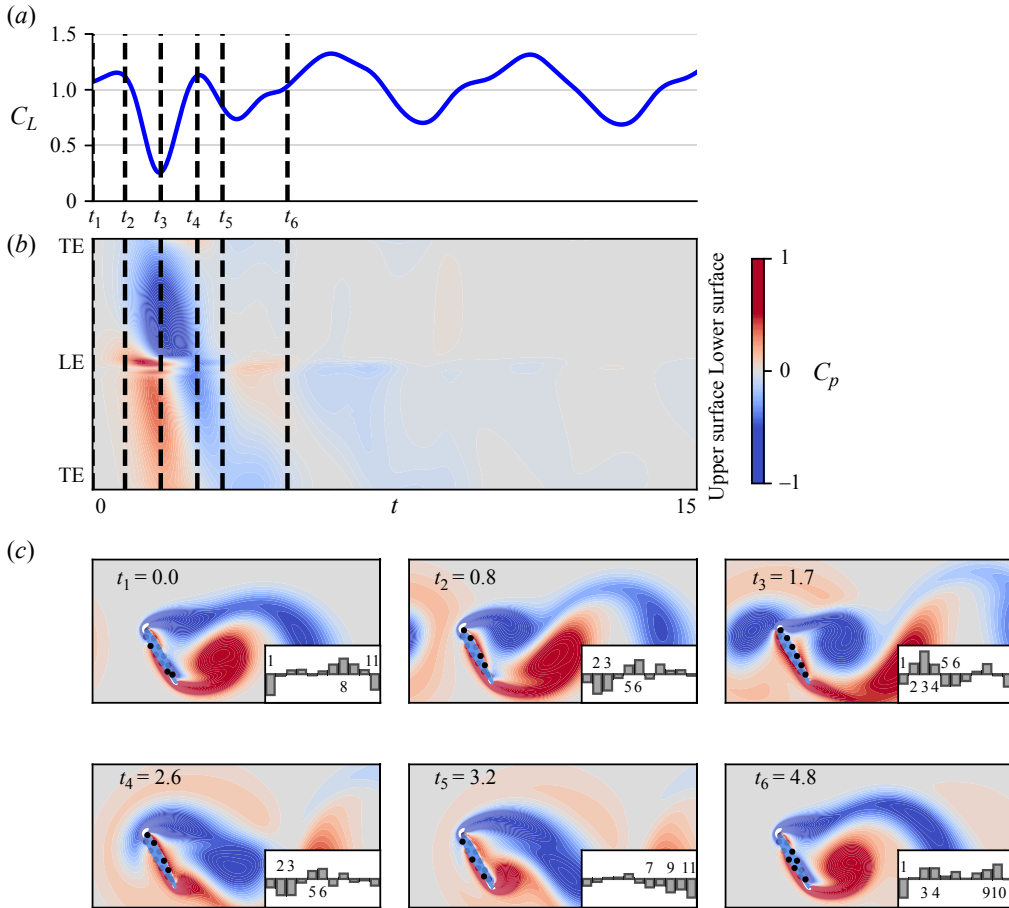 (a)
1.5
1.0
C_L
0.5
0
t_1 t_2 t_3 t_4 t_5 t_6
(b)
TE
LE
TE
0 t 15
Upper surface Lower surface
1
0 C_p
–1
(c)
t_1 = 0.0
1 11
8
t_2 = 0.8
2 3
5 6
t_3 = 1.7
1 5 6
2 3 4
t_4 = 2.6
2 3
5 6
t_5 = 3.2
7 9 11
t_6 = 4.8
1
3 4 9 10